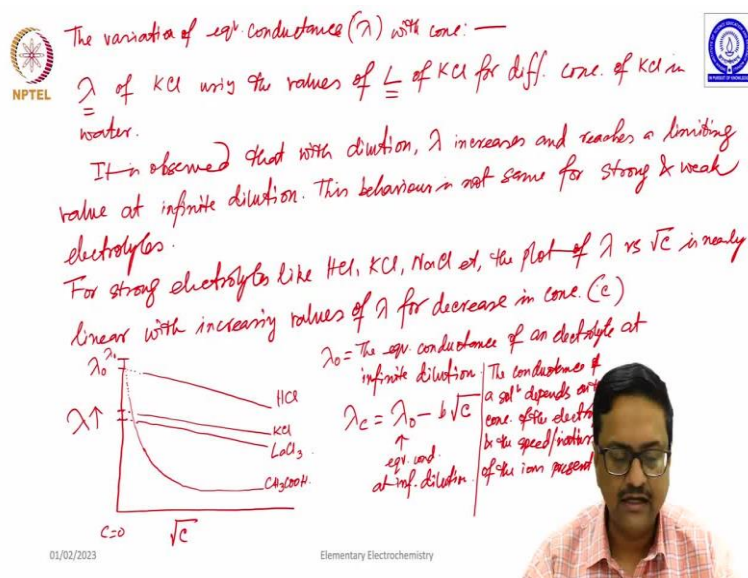 The variation of eqv. conductance (λ) with conc: —
NPTEL
λ of KCl using the values of L of KCl for diff. conc. of KCl in
water.
It is observed that with dilution, λ increases and reaches a limiting
value at infinite dilution. This behaviour is not same for strong & weak
electrolytes.
For strong electrolytes like HCl, KCl, NaCl et, the plot of λ vs √c is nearly
linear with increasing values of λ for decrease in conc. (c)
λ₀ = The eqv. conductance of an electrolyte at
infinite dilution
λc = λ₀ - b√c
↑
eqv. cond.
at inf. dilution.
The conductance of
a solⁿ depends on
conc. of the
& the speed/
of the ions present
λ₀
λ↑
HCl
KCl
LaCl₃
CH₃COOH.
C=0
√c
01/02/2023
Elementary Electrochemistry